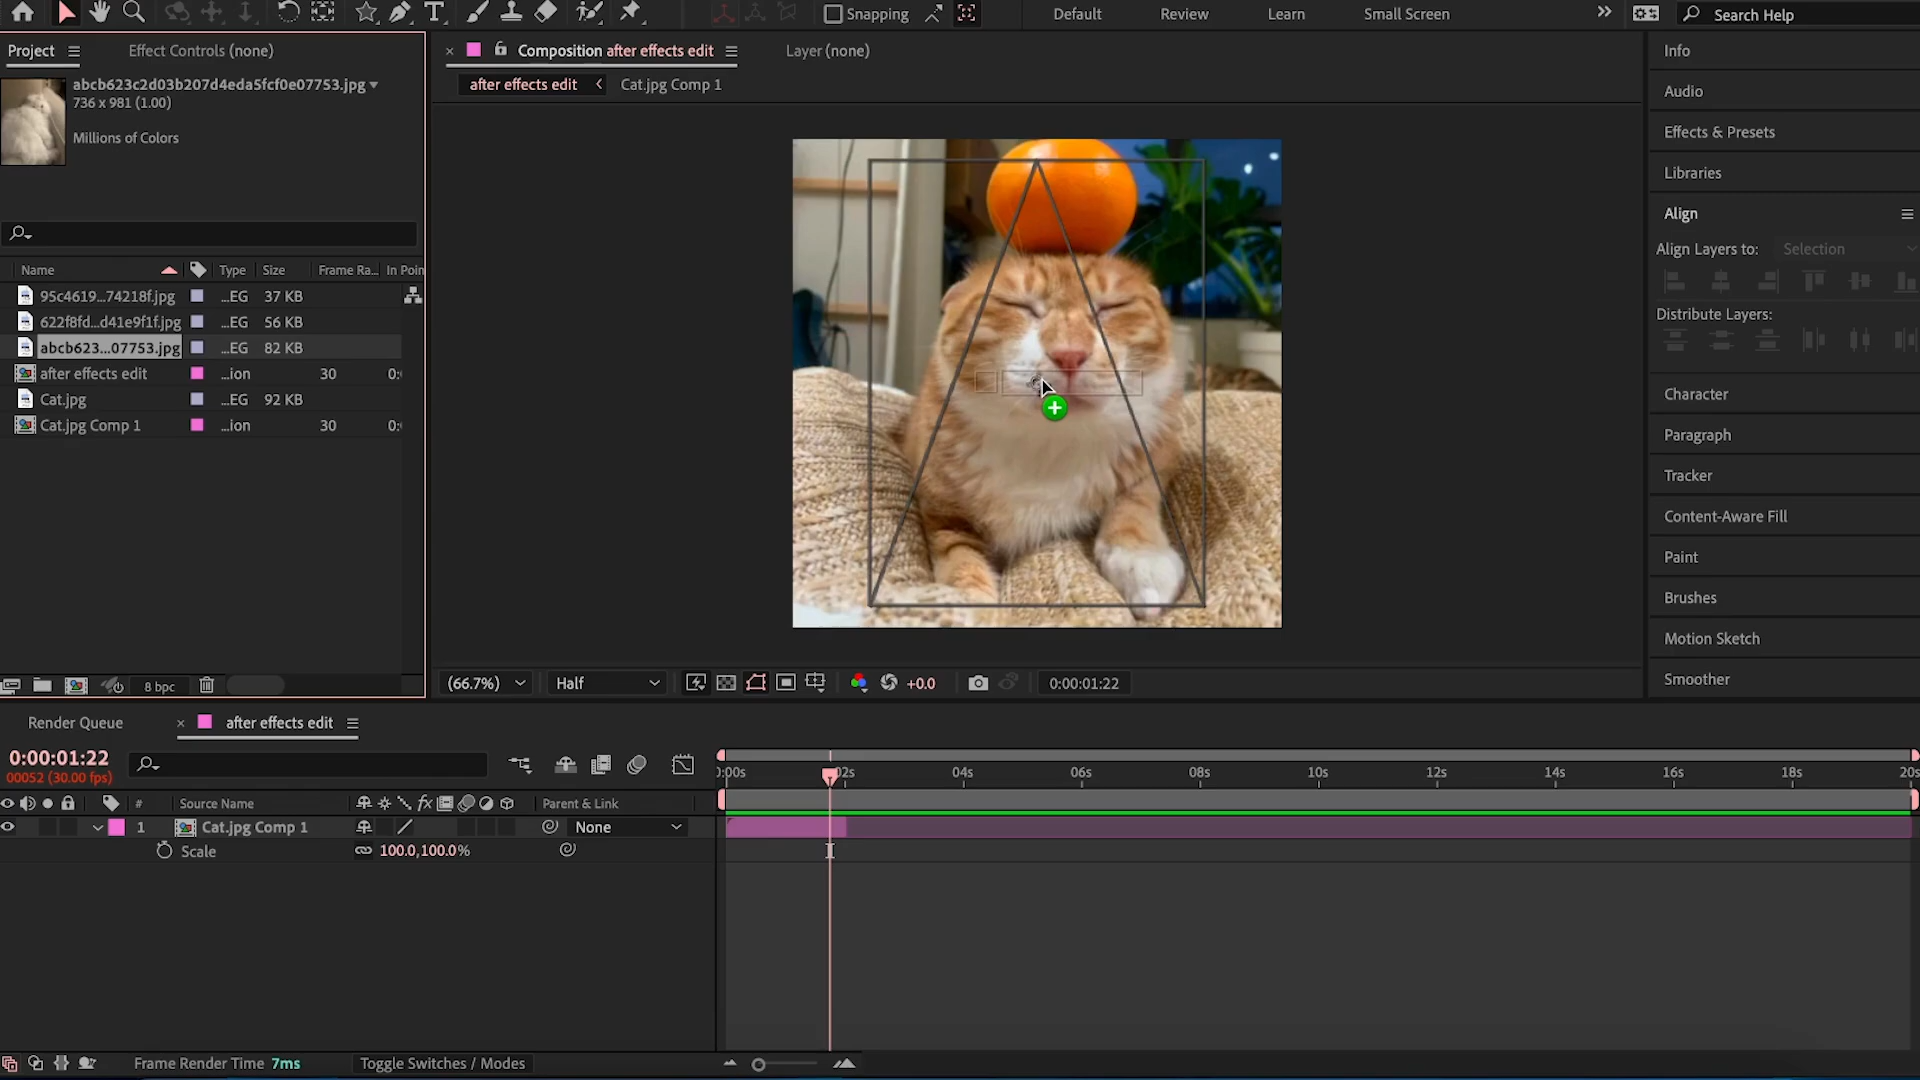 Snapping
Default
Review
Learn
Small Screen
Search Help
Project
Effect Controls (none)
abcb623c2d03b207d4eda5fcf0e07753.jpg
736 x 981 (1.00)
Millions of Colors
Name Type Size Frame Ra... In Poin
95c4619...74218f.jpg ...EG 37 KB
622f8fd...d41e9f1f.jpg ...EG 56 KB
abcb623...07753.jpg ...EG 82 KB
after effects edit ...ion 30 0:
Cat.jpg ...EG 92 KB
Cat.jpg Comp 1 ...ion 30 0:
8 bpc
Composition after effects edit
Layer (none)
after effects edit
Cat.jpg Comp 1
(66.7%)
Half
+0.0
0:00:01:22
Info
Audio
Effects & Presets
Libraries
Align
Align Layers to: Selection
Distribute Layers:
Character
Paragraph
Tracker
Content-Aware Fill
Paint
Brushes
Motion Sketch
Smoother
Render Queue
after effects edit
0:00:01:22
00052 (30.00 fps)
# Source Name fx Parent & Link
1 Cat.jpg Comp 1 None
Scale 100.0,100.0%
0:00s 02s 04s 06s 08s 10s 12s 14s 16s 18s 20s
Frame Render Time 7ms
Toggle Switches / Modes